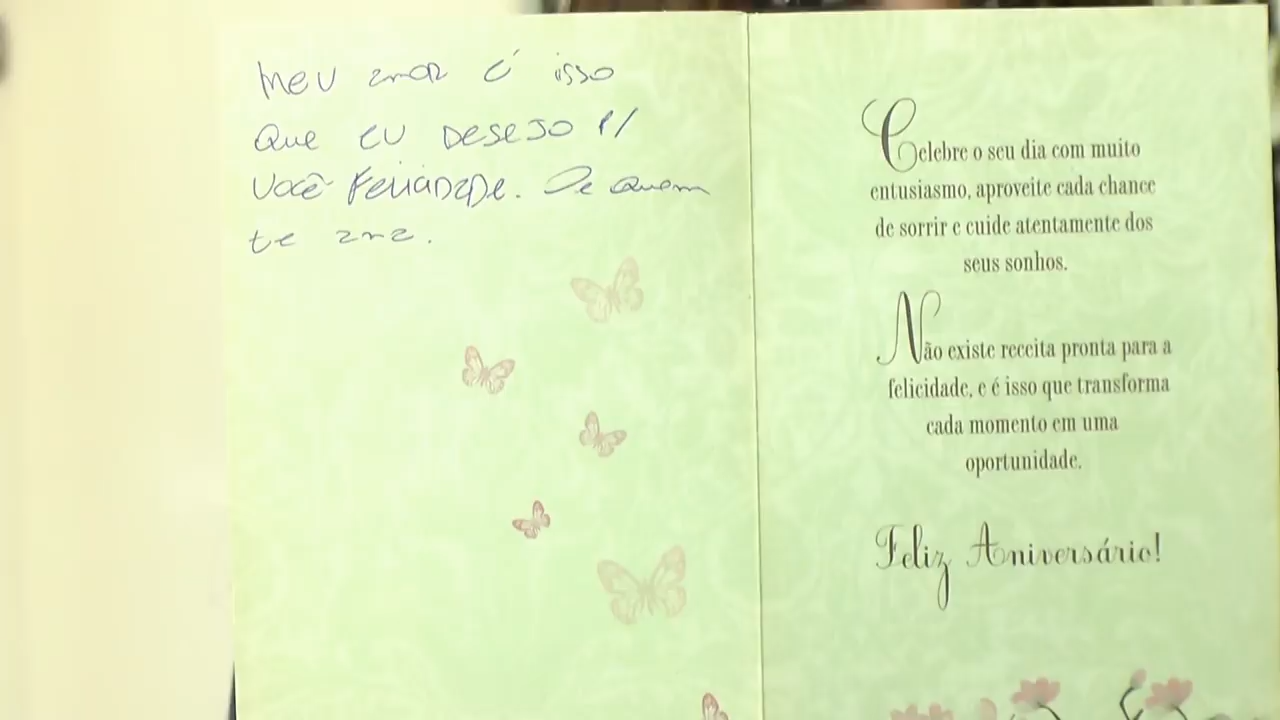 Meu amor é isso
que eu desejo p/
você felicidade. De quem
te ama.
Celebre o seu dia com muito
entusiasmo, aproveite cada chance
de sorrir e cuide atentamente dos
seus sonhos.
Não existe receita pronta para a
felicidade, e é isso que transforma
cada momento em uma
oportunidade.
Feliz Aniversário!